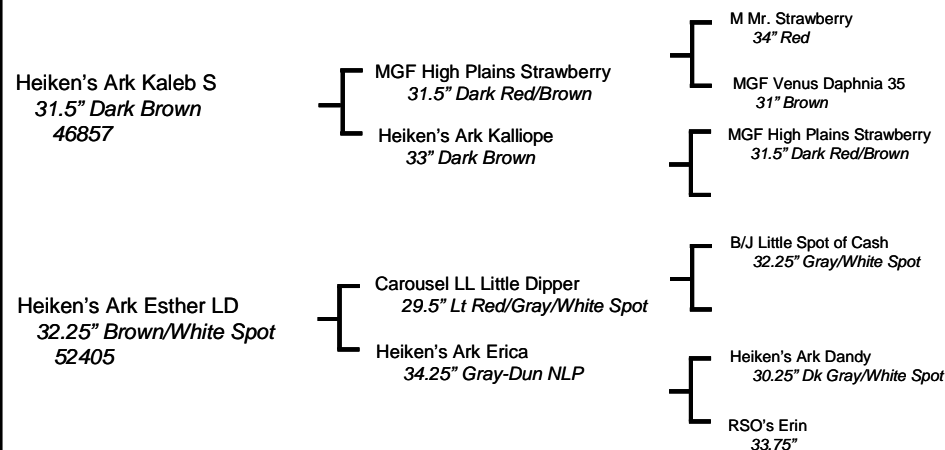 Heiken's Ark Kaleb S
31.5" Dark Brown
46857
MGF High Plains Strawberry
31.5" Dark Red/Brown
Heiken's Ark Kalliope
33" Dark Brown
M Mr. Strawberry
34" Red
MGF Venus Daphnia 35
31" Brown
MGF High Plains Strawberry
31.5" Dark Red/Brown
Heiken's Ark Esther LD
32.25" Brown/White Spot
52405
Carousel LL Little Dipper
29.5" Lt Red/Gray/White Spot
Heiken's Ark Erica
34.25" Gray-Dun NLP
B/J Little Spot of Cash
32.25" Gray/White Spot
Heiken's Ark Dandy
30.25" Dk Gray/White Spot
RSO's Erin
33.75"